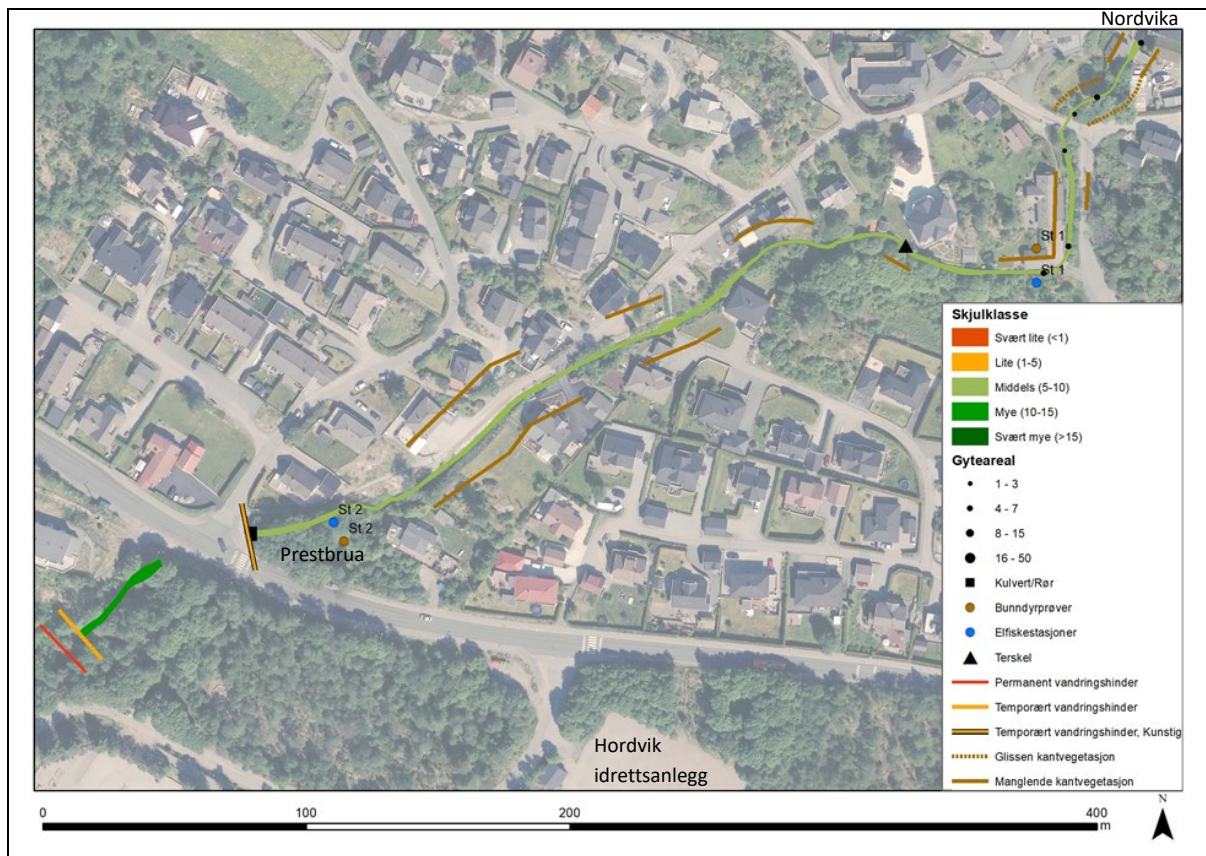 Nordvika
St 1
St 1
St 2
St 2
Prestbrua
Hordvik
idrettsanlegg
Skjulklasse
Svært lite (<1)
Lite (1-5)
Middels (5-10)
Mye (10-15)
Svært mye (>15)
Gyteareal
1 - 3
4 - 7
8 - 15
16 - 50
Kulvert/Rør
Bunndyrprøver
Elfiskestasjoner
Terskel
Permanent vandringshinder
Temporært vandringshinder
Temporært vandringshinder, Kunstig
Glissen kantvegetasjon
Manglende kantvegetasjon
0 100 200 400
m
N